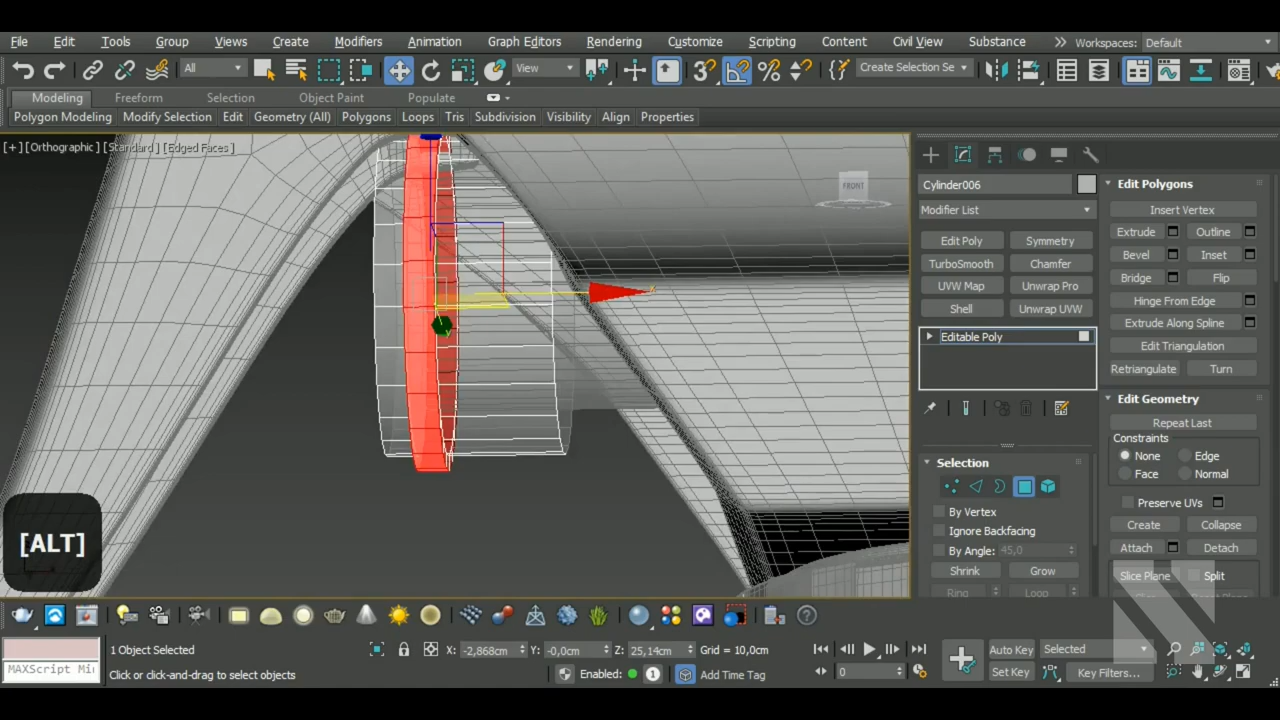 File Edit Tools Group Views Create Modifiers Animation Graph Editors Rendering Customize Scripting Content Civil View Substance Workspaces: Default
All View Create Selection Se
Modeling Freeform Selection Object Paint Populate
Polygon Modeling Modify Selection Edit Geometry (All) Polygons Loops Tris Subdivision Visibility Align Properties
[+] [Orthographic] [Standard] [Edged Faces]
FRONT
Cylinder006
Modifier List
Edit Poly Symmetry
TurboSmooth Chamfer
UVW Map Unwrap Pro
Shell Unwrap UVW
Editable Poly
Selection
By Vertex
Ignore Backfacing
By Angle: 45,0
Shrink Grow
Ring Loop
Edit Polygons
Insert Vertex
Extrude Outline
Bevel Inset
Bridge Flip
Hinge From Edge
Extrude Along Spline
Edit Triangulation
Retriangulate Turn
Edit Geometry
Repeat Last
Constraints
None Edge
Face Normal
Preserve UVs
Create Collapse
Attach Detach
Slice Plane Split
[ALT]
MAXScript Mi
1 Object Selected
Click or click-and-drag to select objects
X: -2,868cm Y: -0,0cm Z: 25,14cm Grid = 10,0cm
Enabled: 1 Add Time Tag
0
Auto Key Selected
Set Key Key Filters...